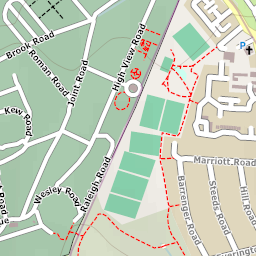 Brook Road
Roman Road
Joint Road
High View Road
P
Kew
Road
Raleigh Road
Wesley Road
Marriott Road
Barrenger Road
Steeds Road
Hill Road